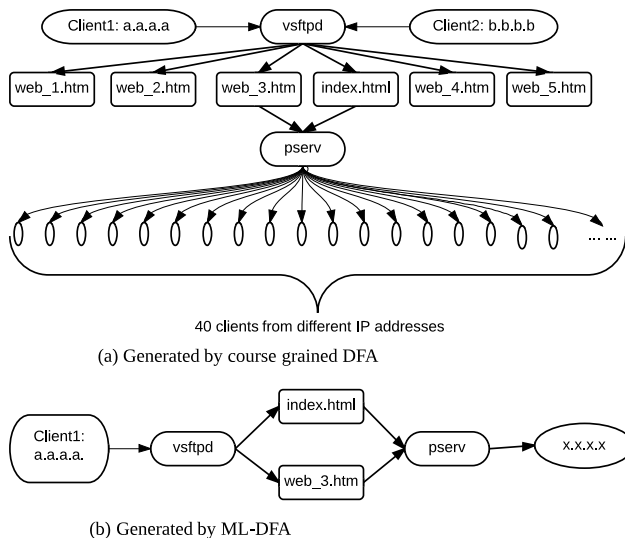 Client1: a.a.a.a vsftpd Client2: b.b.b.b
web_1.htm web_2.htm web_3.htm index.html web_4.htm web_5.htm
pserv
... ...
40 clients from different IP addresses
(a) Generated by course grained DFA
index.html
Client1:
a.a.a.a.
vsftpd pserv x.x.x.x
web_3.htm
(b) Generated by ML-DFA